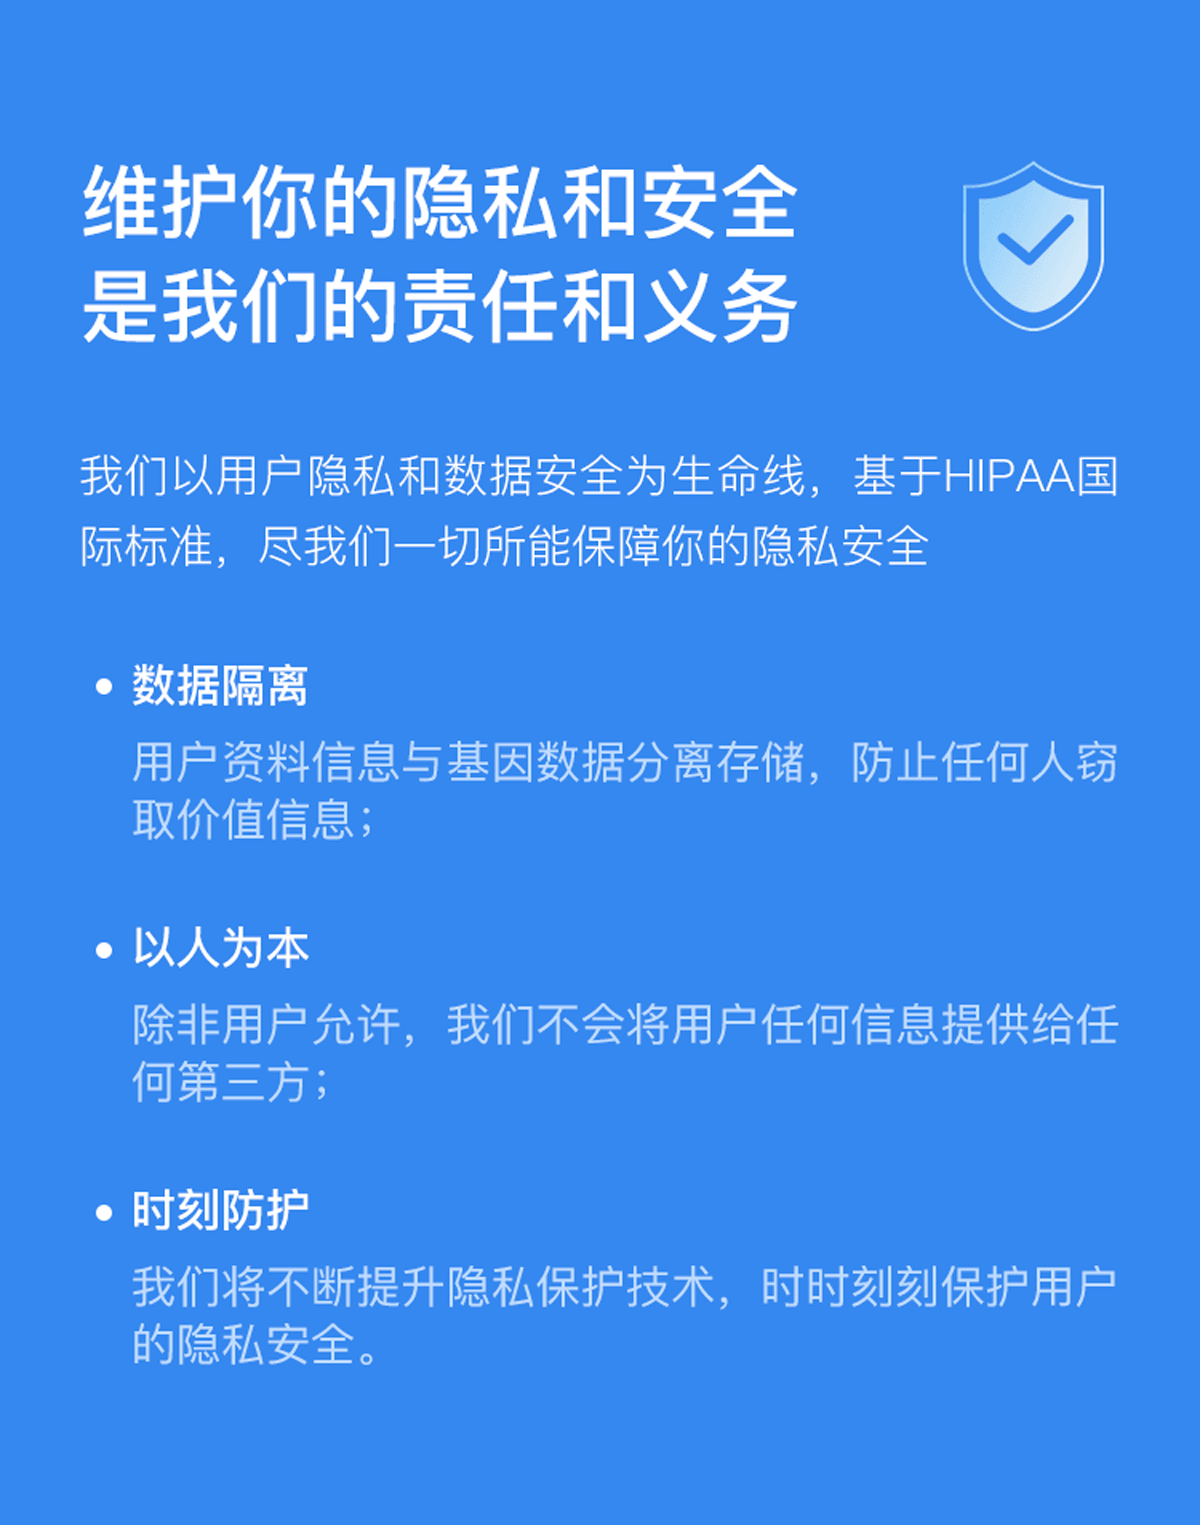 维护你的隐私和安全
是我们的责任和义务
我们以用户隐私和数据安全为生命线，基于HIPAA国
际标准，尽我们一切所能保障你的隐私安全
• 数据隔离
用户资料信息与基因数据分离存储，防止任何人窃
取价值信息；
• 以人为本
除非用户允许，我们不会将用户任何信息提供给任
何第三方；
• 时刻防护
我们将不断提升隐私保护技术，时时刻刻保护用户
的隐私安全。